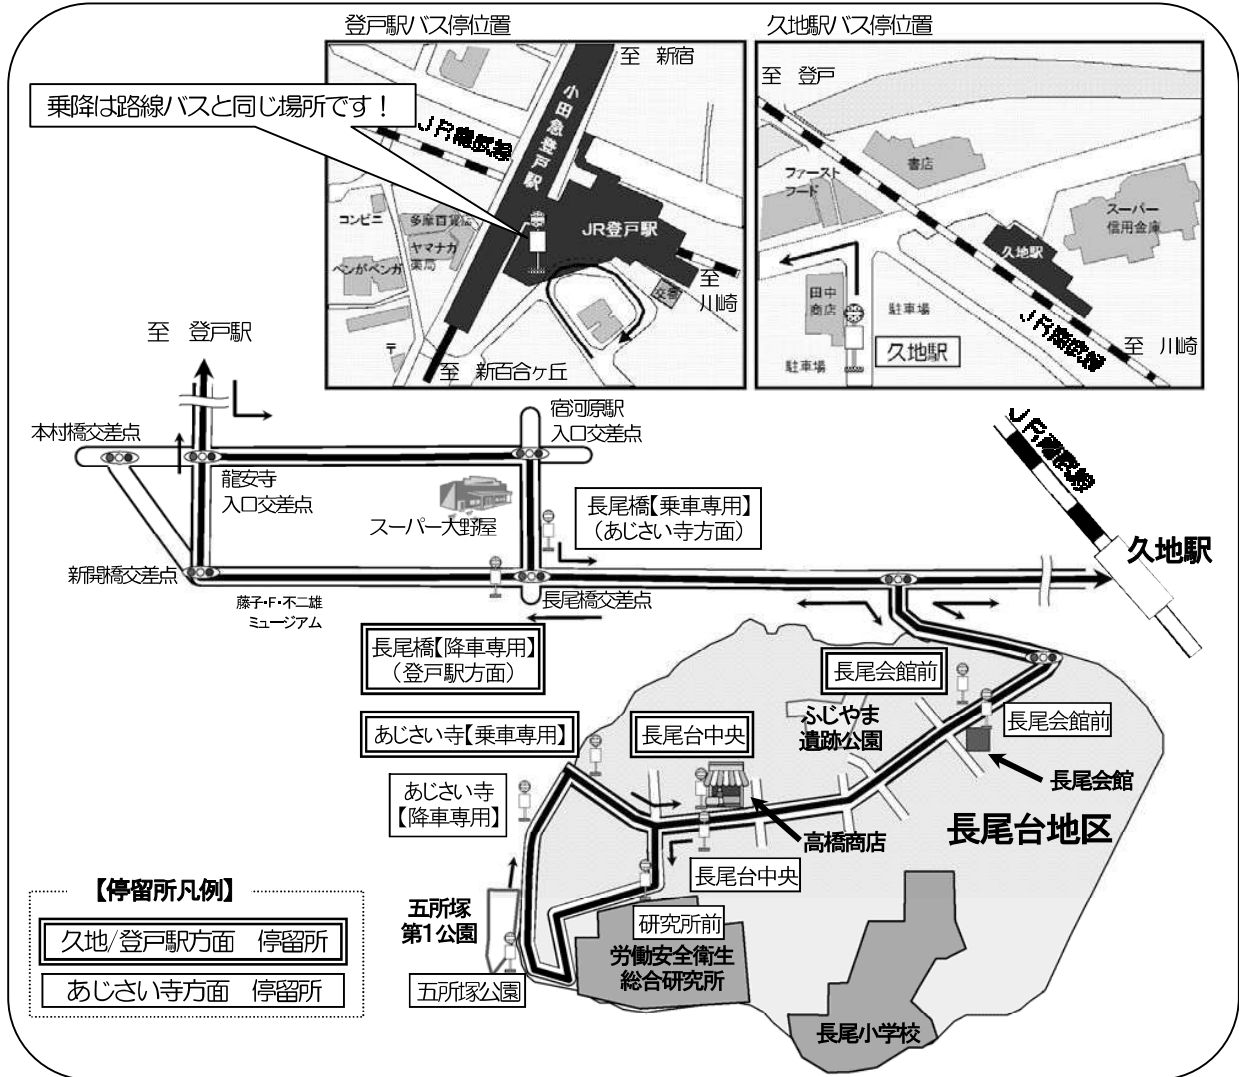 登戸駅バス停位置
久地駅バス停位置
乗降は路線バスと同じ場所です！
至 新宿
小田急登戸駅
JR南武線
コンビニ
多摩百貨店
ヤマナカ
薬局
ペンがペンガ
JR登戸駅
交番
至
川崎
〒
至 新百合ヶ丘
至 登戸
書店
ファースト
フード
スーパー
信用金庫
久地駅
田中
商店
駐車場
久地駅
駐車場
JR南武線
至 川崎
至 登戸駅
本村橋交差点
龍安寺
入口交差点
宿河原駅
入口交差点
スーパー大野屋
長尾橋【乗車専用】
（あじさい寺方面）
JR南武線
久地駅
新開橋交差点
藤子・F・不二雄
ミュージアム
長尾橋交差点
長尾橋【降車専用】
（登戸駅方面）
長尾会館前
ふじやま
遺跡公園
長尾会館前
長尾会館
あじさい寺【乗車専用】
長尾台中央
あじさい寺
【降車専用】
高橋商店
長尾台地区
長尾台中央
五所塚
第1公園
研究所前
労働安全衛生
総合研究所
五所塚公園
長尾小学校
【停留所凡例】
久地/登戸駅方面 停留所
あじさい寺方面 停留所